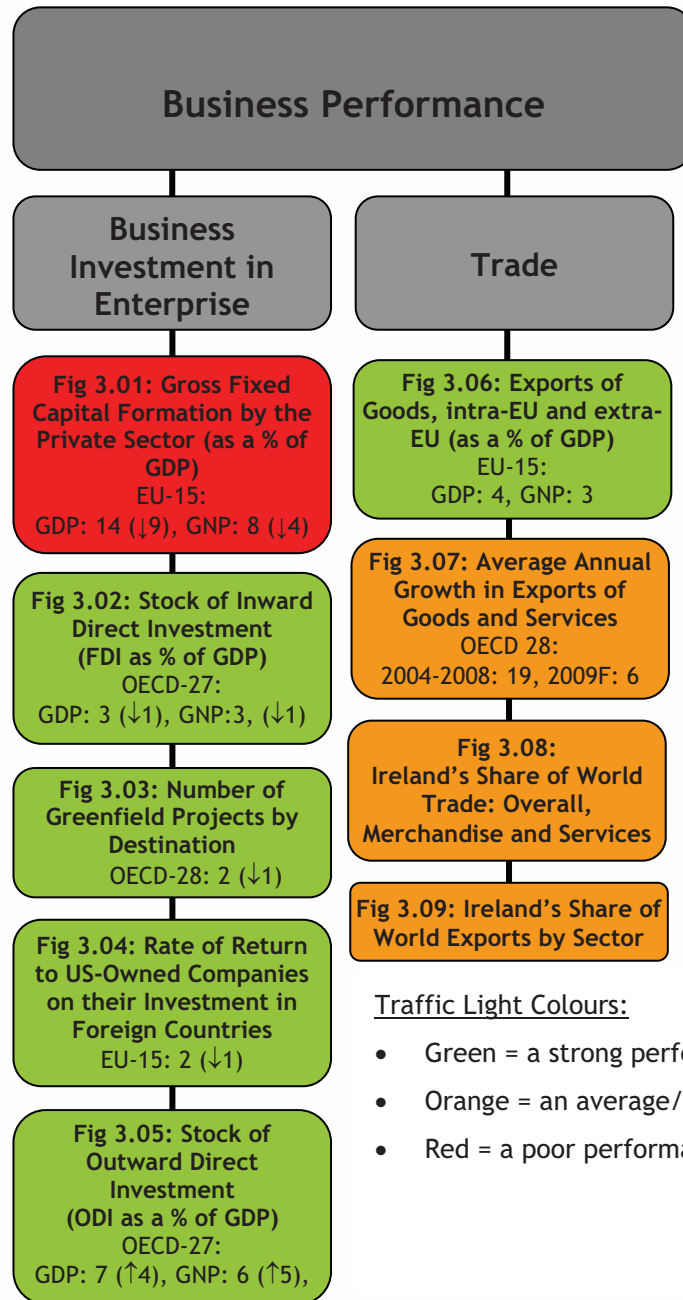 Business Performance
Business
Investment in
Enterprise
Fig 3.01: Gross Fixed
Capital Formation by the
Private Sector (as a % of
GDP)
EU-15:
GDP: 14 (↓9), GNP: 8 (↓4)
Fig 3.02: Stock of Inward
Direct Investment
(FDI as % of GDP)
OECD-27:
GDP: 3 (↓1), GNP:3, (↓1)
Fig 3.03: Number of
Greenfield Projects by
Destination
OECD-28: 2 (↓1)
Fig 3.04: Rate of Return
to US-Owned Companies
on their Investment in
Foreign Countries
EU-15: 2 (↓1)
Fig 3.05: Stock of
Outward Direct
Investment
(ODI as a % of GDP)
OECD-27:
GDP: 7 (↑4), GNP: 6 (↑5),
Trade
Fig 3.06: Exports of
Goods, intra-EU and extra-
EU (as a % of GDP)
EU-15:
GDP: 4, GNP: 3
Fig 3.07: Average Annual
Growth in Exports of
Goods and Services
OECD 28:
2004-2008: 19, 2009F: 6
Fig 3.08:
Ireland’s Share of World
Trade: Overall,
Merchandise and Services
Fig 3.09: Ireland’s Share of
World Exports by Sector
Traffic Light Colours:
• Green = a strong perfo
• Orange = an average/
• Red = a poor performa